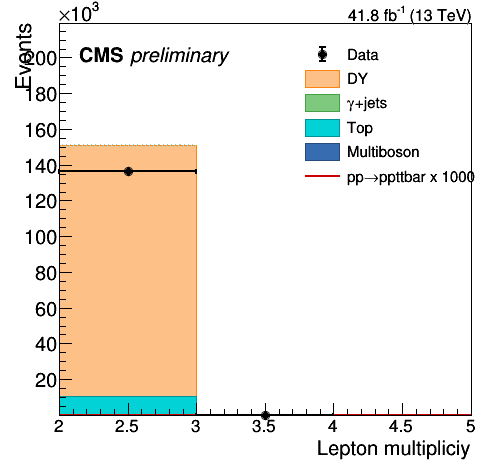 ×10³
41.8 fb⁻¹ (13 TeV)
Events
CMS preliminary
Data
DY
γ+jets
Top
Multiboson
pp→ppttbar x 1000
200
180
160
140
120
100
80
60
40
20
2 2.5 3 3.5 4 4.5 5
Lepton multipliciy